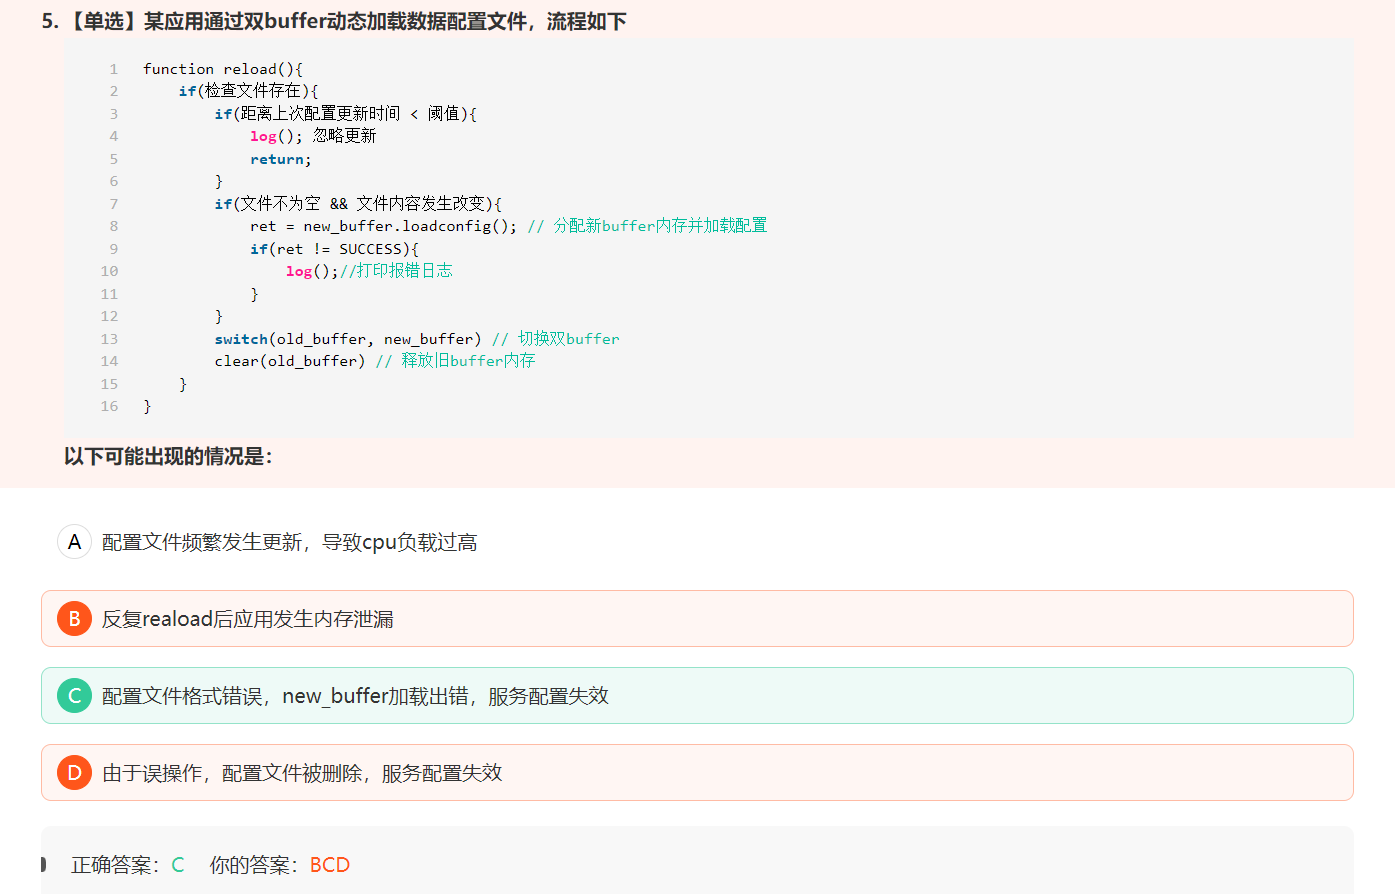 5. 【单选】某应用通过双buffer动态加载数据配置文件，流程如下
1 function reload(){
2 if(检查文件存在){
3 if(距离上次配置更新时间 < 阈值){
4 log(); 忽略更新
5 return;
6 }
7 if(文件不为空 && 文件内容发生改变){
8 ret = new_buffer.loadconfig(); // 分配新buffer内存并加载配置
9 if(ret != SUCCESS){
10 log();//打印报错日志
11 }
12 }
13 switch(old_buffer, new_buffer) // 切换双buffer
14 clear(old_buffer) // 释放旧buffer内存
15 }
16 }
以下可能出现的情况是：
A 配置文件频繁发生更新，导致cpu负载过高
B 反复reaload后应用发生内存泄漏
C 配置文件格式错误，new_buffer加载出错，服务配置失效
D 由于误操作，配置文件被删除，服务配置失效
正确答案：C 你的答案：BCD